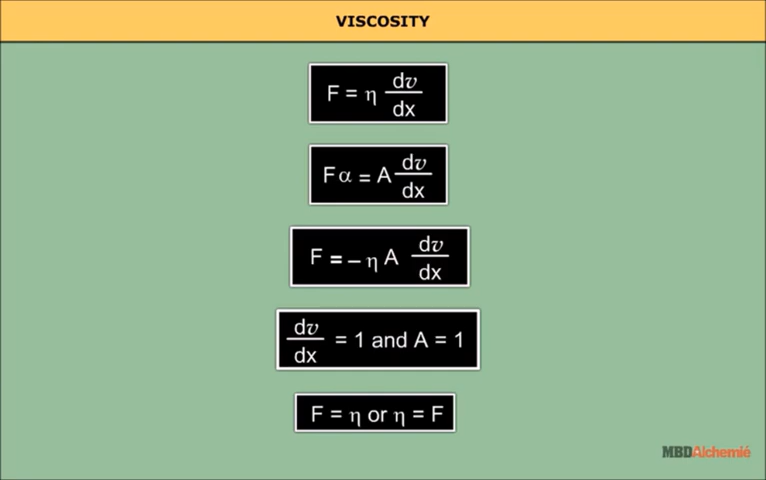 VISCOSITY
F = η dv/dx
F α = A dv/dx
F = – η A dv/dx
dv/dx = 1 and A = 1
F = η or η = F
MBDAlchemié